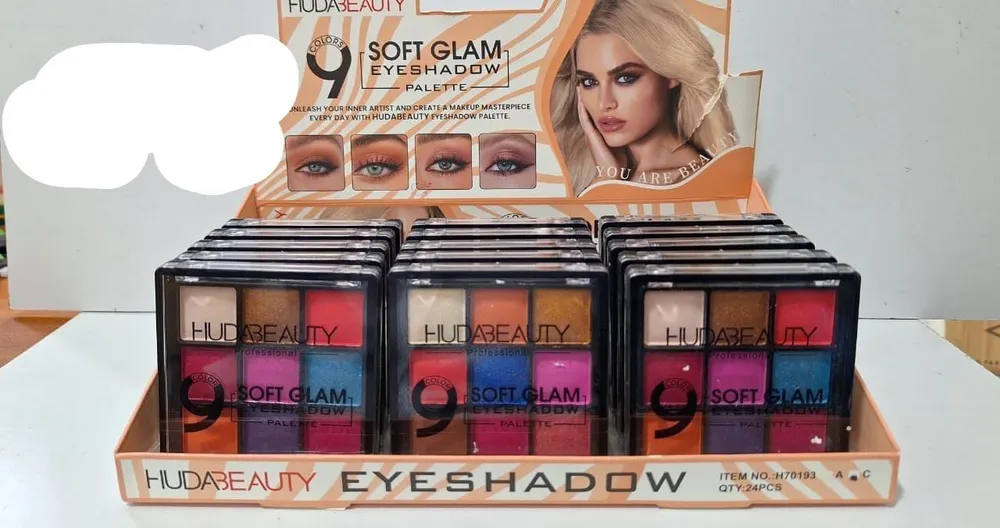 HUDABEAUTY
9 COLORS
SOFT GLAM
EYESHADOW
PALETTE
UNLEASH YOUR INNER ARTIST AND CREATE A MAKEUP MASTERPIECE
EVERY DAY WITH HUDABEAUTY EYESHADOW PALETTE.
YOU ARE BEAUTY
HUDABEAUTY
Professional
9 COLORS
SOFT GLAM
EYESHADOW
PALETTE
HUDABEAUTY
Professional
9 COLORS
SOFT GLAM
EYESHADOW
PALETTE
HUDABEAUTY
Professional
9 COLORS
SOFT GLAM
EYESHADOW
PALETTE
HUDABEAUTY EYESHADOW
ITEM NO.:H70193 A C
QTY:24PCS